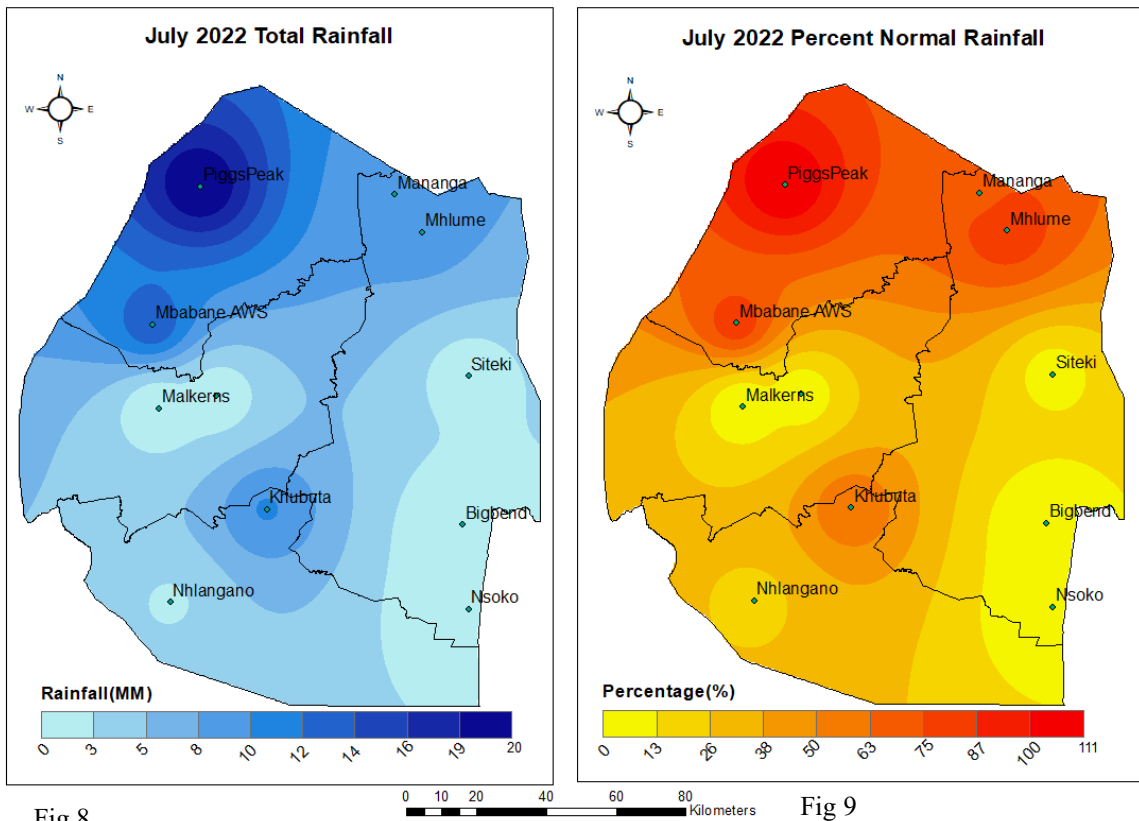 July 2022 Total Rainfall
N
W E
S
PiggsPeak
Mananga
Mhlume
Mbabane AWS
Siteki
Malkerns
Khubuta
Bigbend
Nhlangano
Nsoko
Rainfall(MM)
0 3 5 8 10 12 14 16 19 20
Fig 8
July 2022 Percent Normal Rainfall
N
W E
S
PiggsPeak
Mananga
Mhlume
Mbabane AWS
Siteki
Malkerns
Khubuta
Bigbend
Nhlangano
Nsoko
Percentage(%)
0 13 26 38 50 63 75 87 100 111
Fig 9
0 10 20 40 60 80
Kilometers